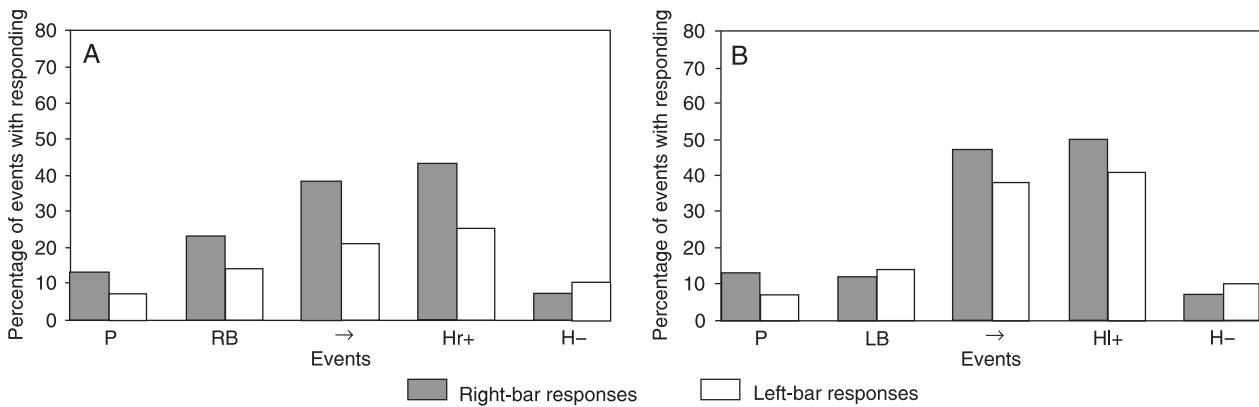 Percentage of events with responding
80
70
60
50
40
30
20
10
0
A
P RB → Hr+ H−
Events
Percentage of events with responding
80
70
60
50
40
30
20
10
0
B
P LB → Hl+ H−
Events
Right-bar responses Left-bar responses